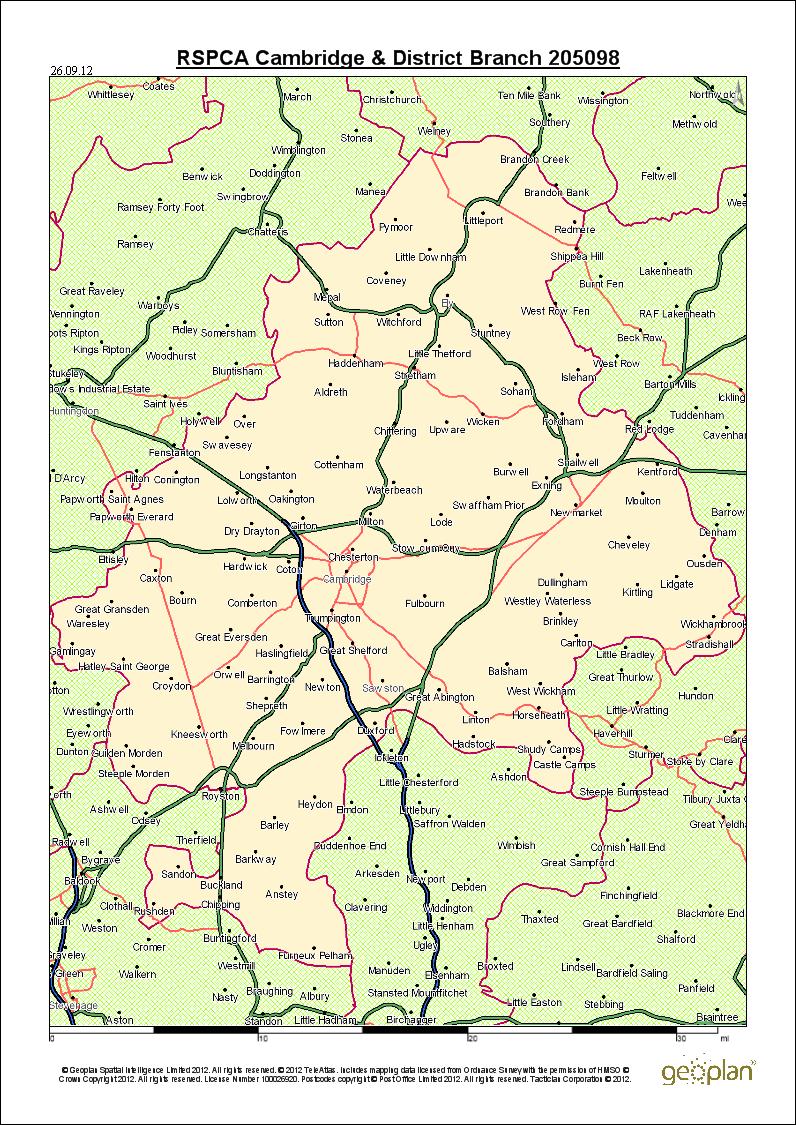 RSPCA Cambridge & District Branch 205098
26.09.12
Whittlesey
Coates
March
Christchurch
Ten Mile Bank
Wissington
Northwold
Stonea
Welney
Southery
Methwold
Wimblington
Benwick
Doddington
Brandon Creek
Feltwell
Swingbrow
Manea
Brandon Bank
Wee
Ramsey Forty Foot
Chatteris
Pymoor
Littleport
Redmere
Ramsey
Little Downham
Shippea Hill
Lakenheath
Great Raveley
Coveney
Burnt Fen
Warboys
Mepal
Ely
Wennington
Sutton
Witchford
West Row Fen
RAF Lakenheath
oots Ripton
Pidley
Somersham
Stuntney
Beck Row
Kings Ripton
Woodhurst
Haddenham
Little Thetford
West Row
Stukeley
Bluntisham
Stretham
Isleham
Barton Mills
ow's Industrial Estate
Aldreth
Soham
Ickling
Huntingdon
Saint Ives
Holywell
Over
Chittering
Upware
Wicken
Fordham
Tuddenham
Red Lodge
Cavenhar
Fenstanton
Swavesey
Cottenham
Burwell
Snailwell
Kentford
l D'Arcy
Hilton
Conington
Longstanton
Exning
Papworth Saint Agnes
Lolworth
Oakington
Waterbeach
Swaffham Prior
Moulton
Papworth Everard
Girton
Milton
Lode
Newmarket
Barrow
Dry Drayton
Denham
Eltisley
Chesterton
Stow cum Quy
Cheveley
Hardwick
Coton
Cambridge
Ousden
Caxton
Dullingham
Kirtling
Lidgate
Great Gransden
Bourn
Comberton
Fulbourn
Westley Waterless
Waresley
Trumpington
Brinkley
Wickhambrook
Great Eversden
Carlton
Stradishall
Gamlingay
Haslingfield
Great Shelford
Little Bradley
Hatley Saint George
Orwell
Barrington
Balsham
Great Thurlow
otton
Croydon
Newton
Sawston
Great Abington
West Wickham
Hundon
Wrestlingworth
Shepreth
Linton
Horseheath
Little Wratting
Eyeworth
Kneesworth
Fowlmere
Duxford
Haverhill
Clare
Dunton
Guilden Morden
Melbourn
Hadstock
Shudy Camps
Sturmer
Stoke by Clare
Steeple Morden
Ickleton
Castle Camps
orth
Royston
Little Chesterford
Ashdon
Steeple Bumpstead
Tilbury Juxta C
Ashwell
Heydon
Elmdon
Littlebury
Odsey
Barley
Saffron Walden
Great Yeldh
Radwell
Therfield
Duddenhoe End
Wimbish
Cornish Hall End
Bygrave
Barkway
Great Sampford
Baldock
Sandon
Buckland
Arkesden
Newport
Debden
Anstey
Finchingfield
Clothall
Rushden
Chipping
Clavering
Widdington
Blackmore End
llian
Weston
Little Henham
Thaxted
Great Bardfield
Cromer
Buntingford
Ugley
Shalford
Graveley
Furneux Pelham
Green
Walkern
Westmill
Manuden
Elsenham
Broxted
Lindsell
Bardfield Saling
Nasty
Braughing
Albury
Stansted Mountfitchet
Panfield
Stevenage
Little Easton
Stebbing
Aston
Standon
Little Hadham
Birchanger
Braintree
0 10 20 30 mi
© Geoplan Spatial Intelligence Limited 2012. All rights reserved. © 2012 TeleAtlas. Includes mapping data licensed from Ordnance Survey with the permission of HMSO ©
Crown Copyright 2012. All rights reserved. License Number 100026920. Postcodes copyright © Post Office Limited 2012. All rights reserved. Tactician Corporation © 2012.
geoplan